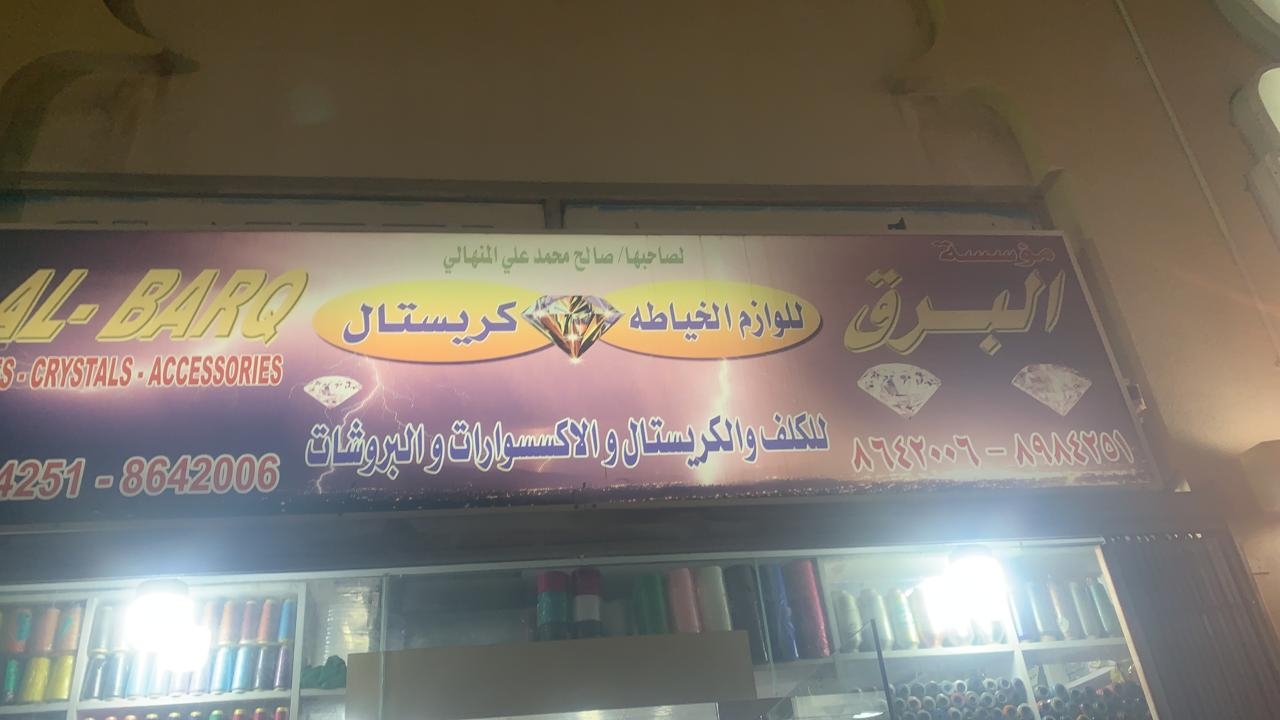 لصاحبها/ صالح محمد علي المنهالي
مؤسسة
البرق
للوازم الخياطه
كريستال
AL- BARQ
S - CRYSTALS - ACCESSORIES
للكلف والكريستال و الاكسسوارات و البروشات
٨٦٤٢٠٠٦ – ٨٩٨٤٢٥١
4251 - 8642006